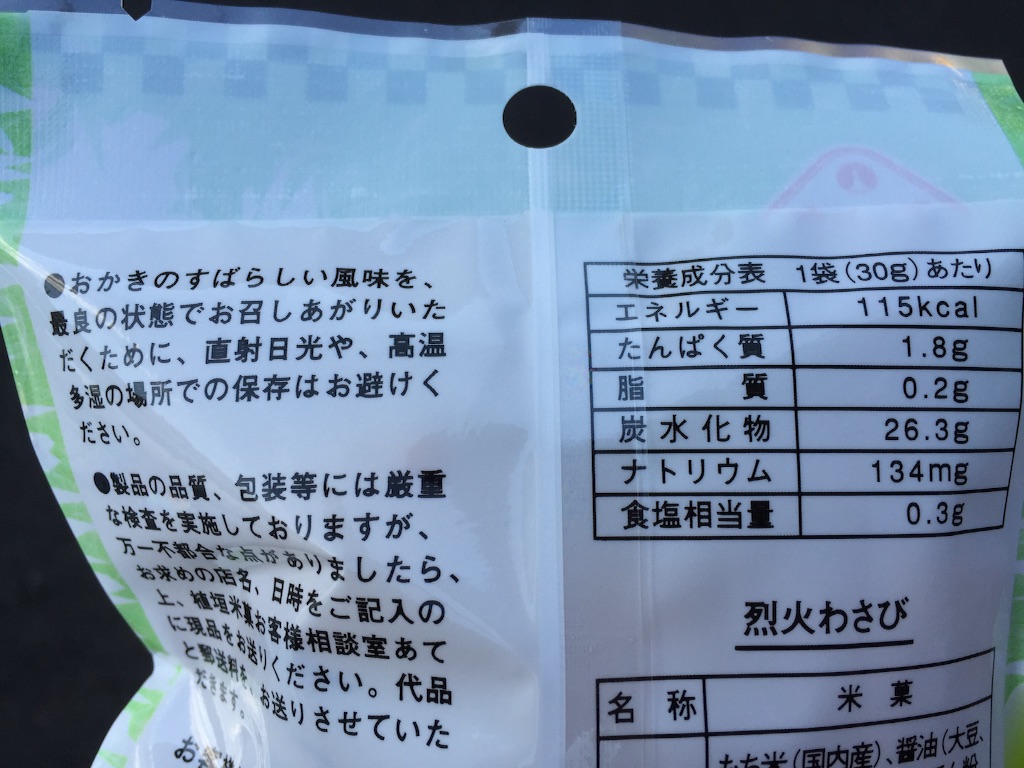 ●おかきのすばらしい風味を、
最良の状態でお召しあがりいた
だくために、直射日光や、高温
多湿の場所での保存はお避けく
ださい。
●製品の品質、包装等には厳重
な検査を実施しておりますが、
万一不都合な点がありましたら、
お求めの店名、日時をご記入の
上、植垣米菓お客様相談室あて
に現品をお送りください。代品
と郵送料を、お送りさせていた
だきます。
お客様
栄養成分表 1袋(30g)あたり
エネルギー 115kcal
たんぱく質 1.8g
脂質 0.2g
炭水化物 26.3g
ナトリウム 134mg
食塩相当量 0.3g
烈火わさび
名称 米菓
もち米(国内産)、醤油(大豆、